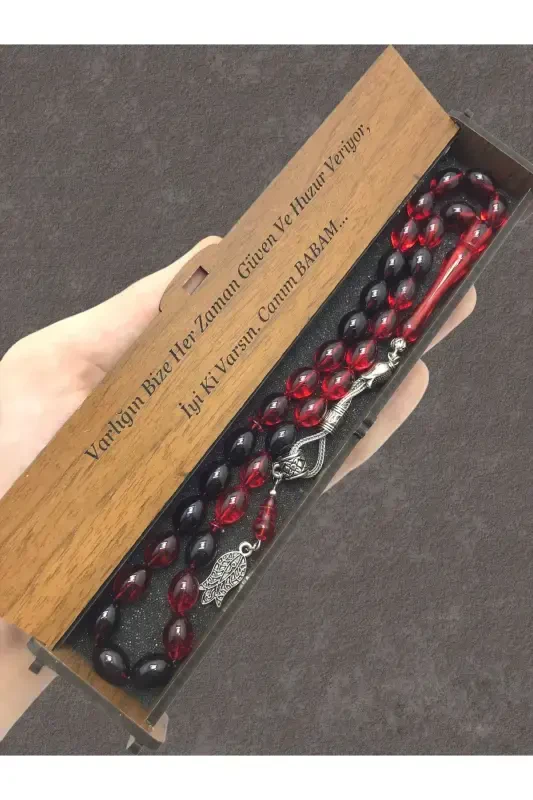 Varlığın Bize Her Zaman Güven Ve Huzur Veriyor,
İyi Ki Varsın. Canım BABAM...